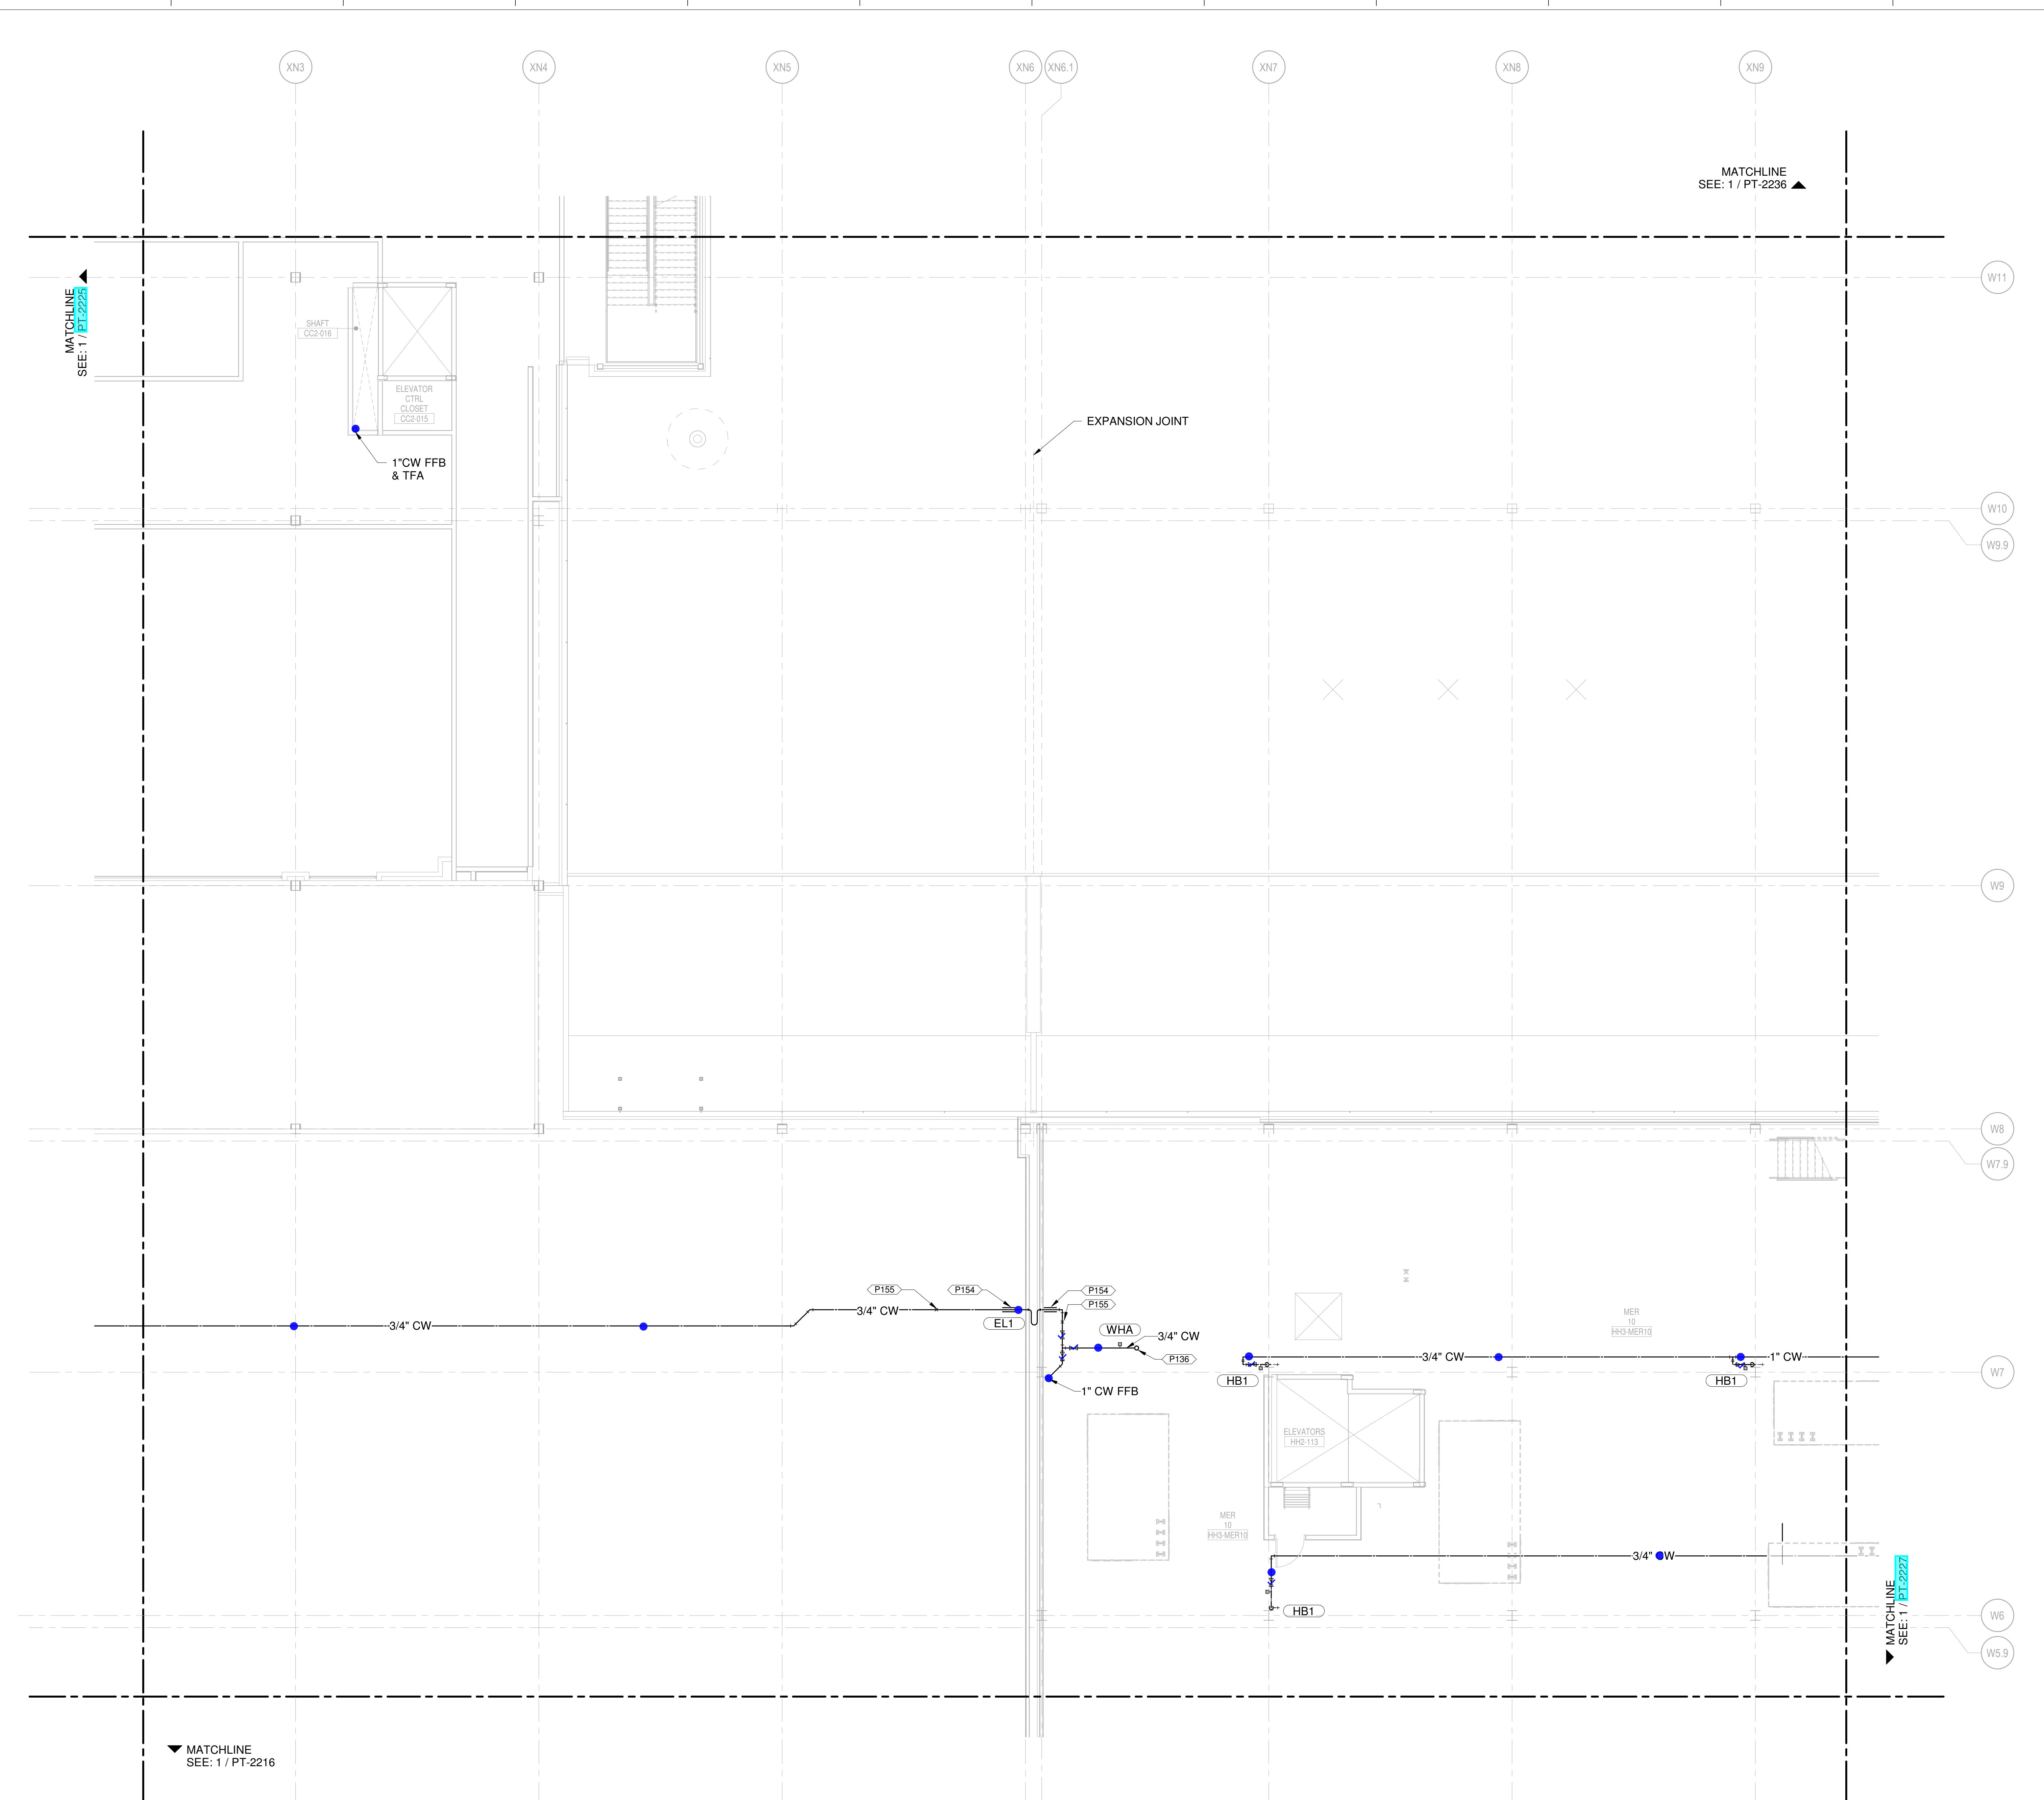 XN3
XN4
XN5
XN6
XN6.1
XN7
XN8
XN9
MATCHLINE
SEE: 1 / PT-2236
MATCHLINE
SEE: 1 / PT-2225
W11
SHAFT
CC2-016
ELEVATOR
CTRL
CLOSET
CC2-015
EXPANSION JOINT
1"CW FFB
& TFA
W10
W9.9
W9
W8
W7.9
P155
P154
P154
P155
3/4" CW
3/4" CW
EL1
WHA
3/4" CW
P136
MER
10
HH3-MER10
3/4" CW
1" CW
W7
HB1
HB1
1" CW FFB
ELEVATORS
HH2-113
MER
10
HH3-MER10
3/4" CW
HB1
MATCHLINE
SEE: 1 / PT-2227
W6
W5.9
MATCHLINE
SEE: 1 / PT-2216